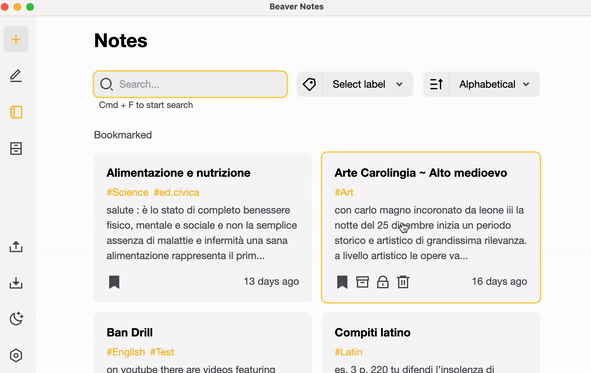 Beaver Notes
Notes
Search...
Select label
Alphabetical
Cmd + F to start search
Bookmarked
Alimentazione e nutrizione
#Science #ed.civica
salute : è lo stato di completo benessere
fisico, mentale e sociale e non la semplice
assenza di malattie e infermità una sana
alimentazione rappresenta il prim...
13 days ago
Arte Carolingia ~ Alto medioevo
#Art
con carlo magno incoronato da leone iii la
notte del 25 dicembre inizia un periodo
storico e artistico di grandissima rilevanza.
a livello artistico le opere va...
16 days ago
Ban Drill
#English #Test
on youtube there are videos featuring
Compiti latino
#Latin
es. 3 p. 220 tu difendi l'insolenza di